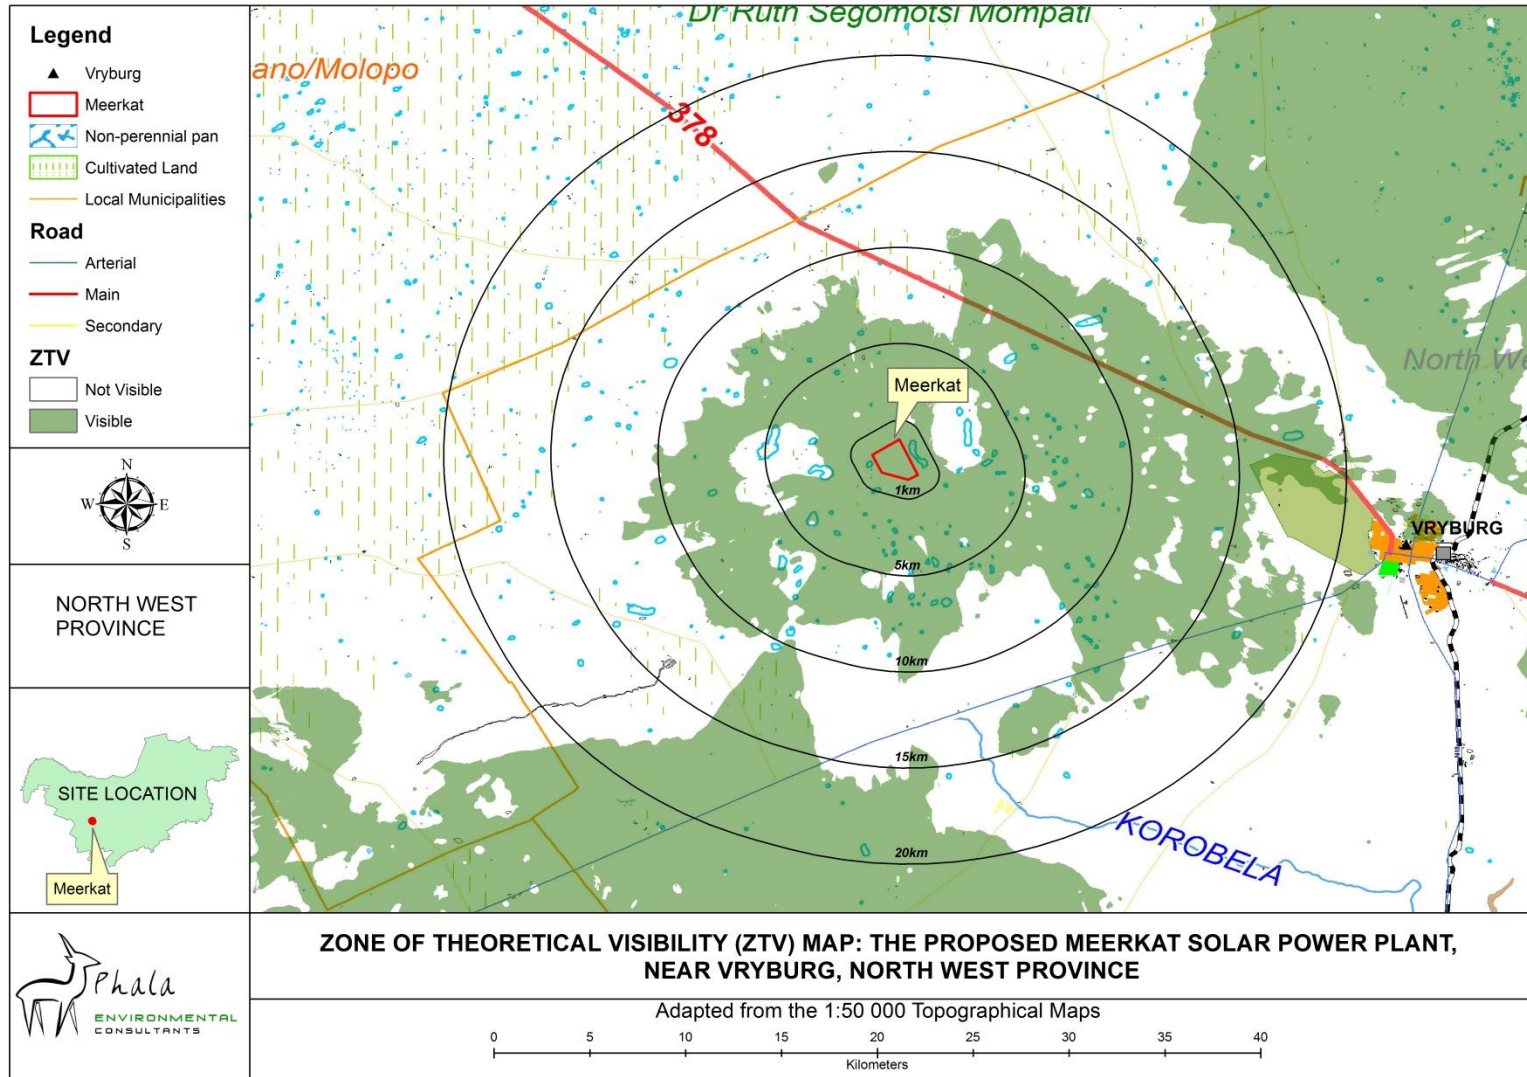 Legend
Vryburg
Meerkat
Non-perennial pan
Cultivated Land
Local Municipalities
Road
Arterial
Main
Secondary
ZTV
Not Visible
Visible
N
W
E
S
NORTH WEST
PROVINCE
SITE LOCATION
Meerkat
Phala
ENVIRONMENTAL
CONSULTANTS
Dr Ruth Segomotsi Mompati
ano/Molopo
378
North We
Meerkat
1km
5km
10km
15km
20km
VRYBURG
KOROBELA
ZONE OF THEORETICAL VISIBILITY (ZTV) MAP: THE PROPOSED MEERKAT SOLAR POWER PLANT,
NEAR VRYBURG, NORTH WEST PROVINCE
Adapted from the 1:50 000 Topographical Maps
0 5 10 15 20 25 30 35 40
Kilometers